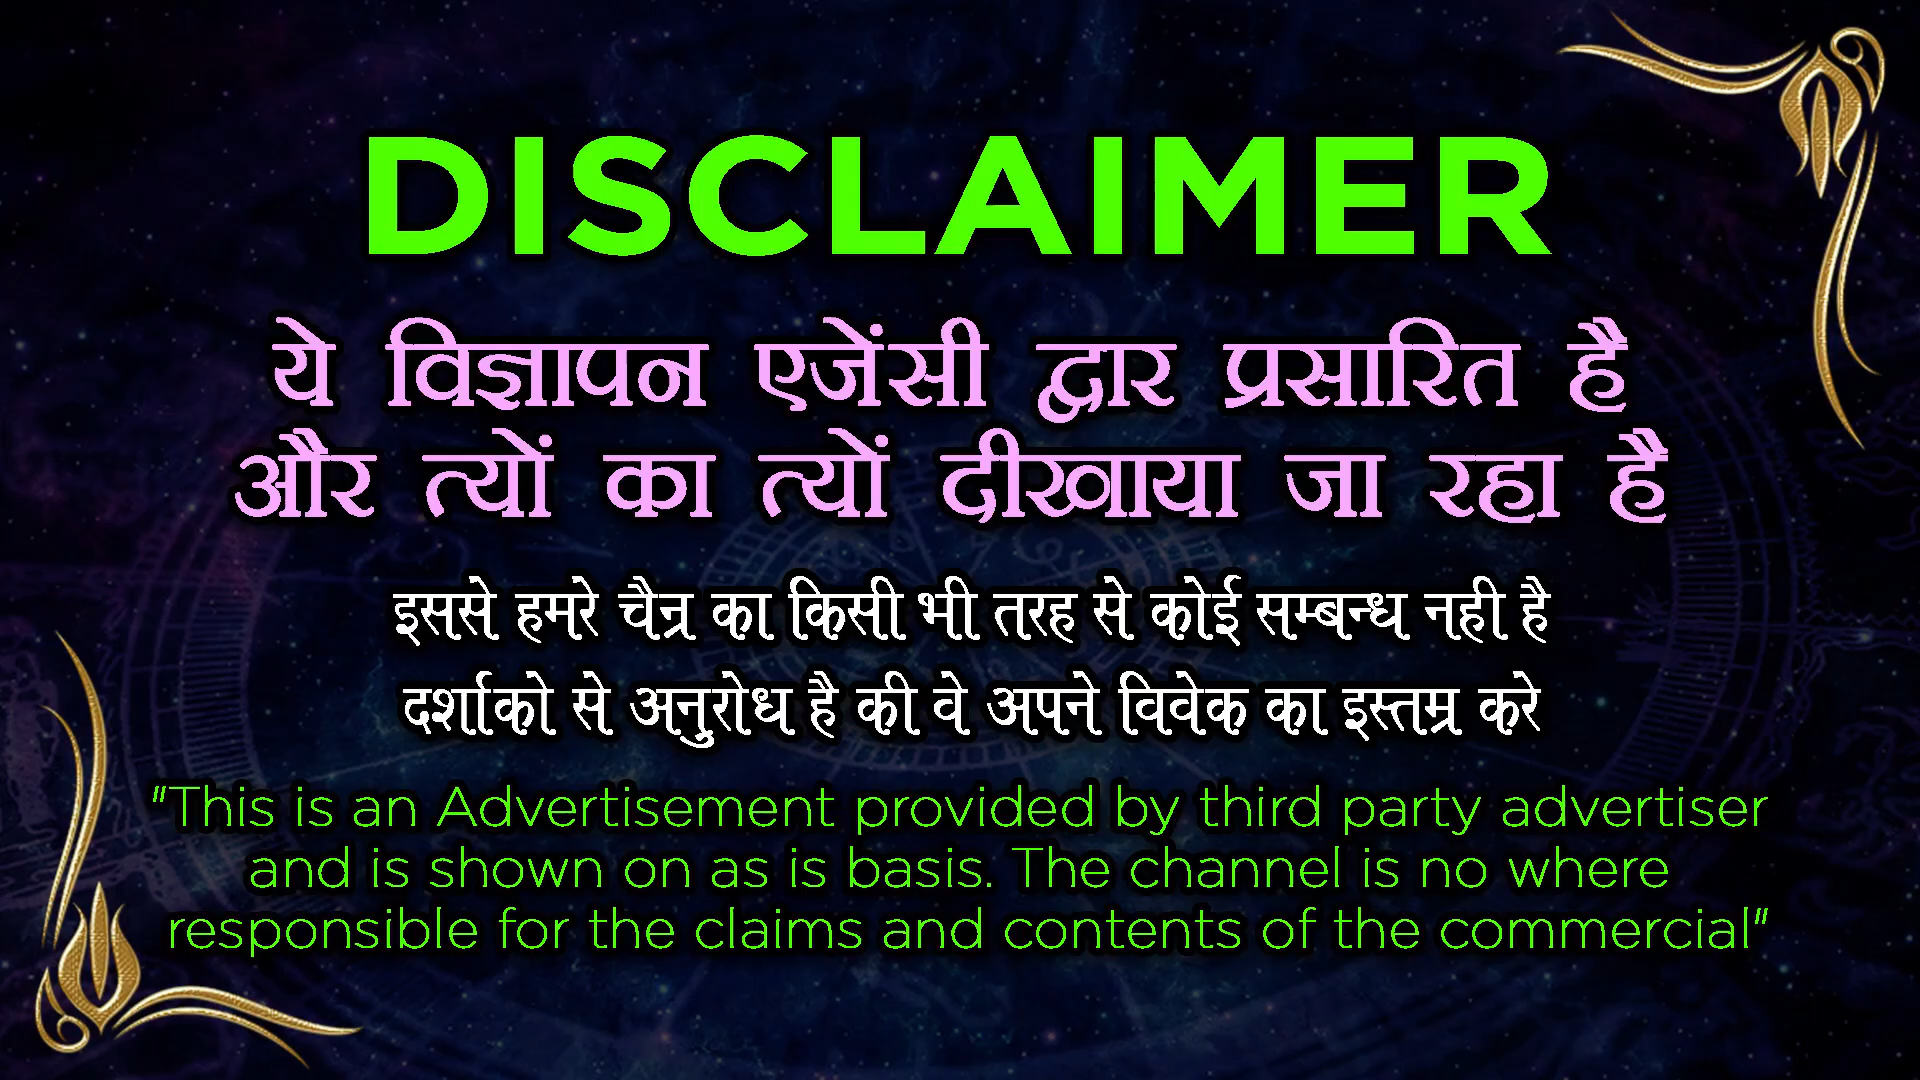 DISCLAIMER
ये विज्ञापन एजेंसी द्वार प्रसारित है
और त्यों का त्यों दीखाया जा रहा है
इससे हमरे चैन्र का किसी भी तरह से कोई सम्बन्ध नही है
दर्शाको से अनुरोध है की वे अपने विवेक का इस्तम्र करे
"This is an Advertisement provided by third party advertiser
and is shown on as is basis. The channel is no where
responsible for the claims and contents of the commercial"